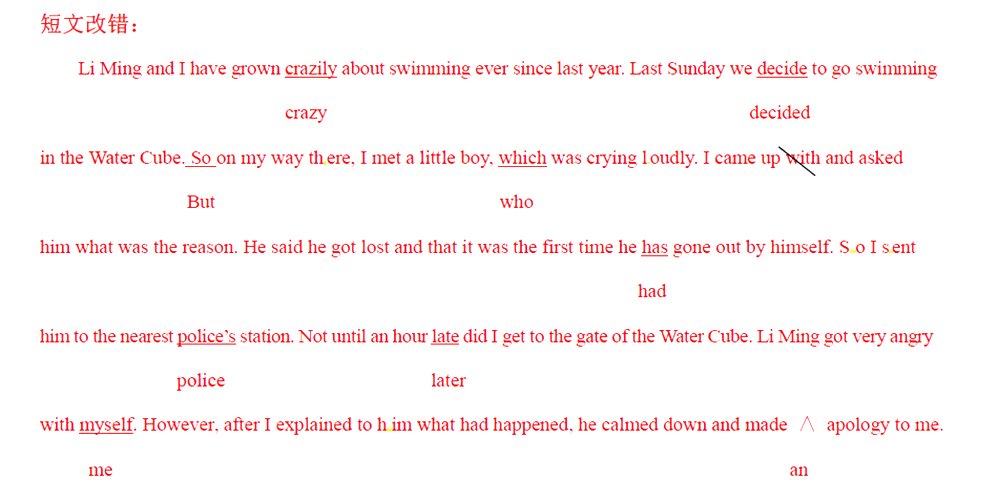 短文改错：
Li Ming and I have grown crazily about swimming ever since last year. Last Sunday we decide to go swimming
crazy decided
in the Water Cube. So on my way there, I met a little boy, which was crying loudly. I came up with and asked
But who
him what was the reason. He said he got lost and that it was the first time he has gone out by himself. So I sent
had
him to the nearest police's station. Not until an hour late did I get to the gate of the Water Cube. Li Ming got very angry
police later
with myself. However, after I explained to him what had happened, he calmed down and made ∧ apology to me.
me an